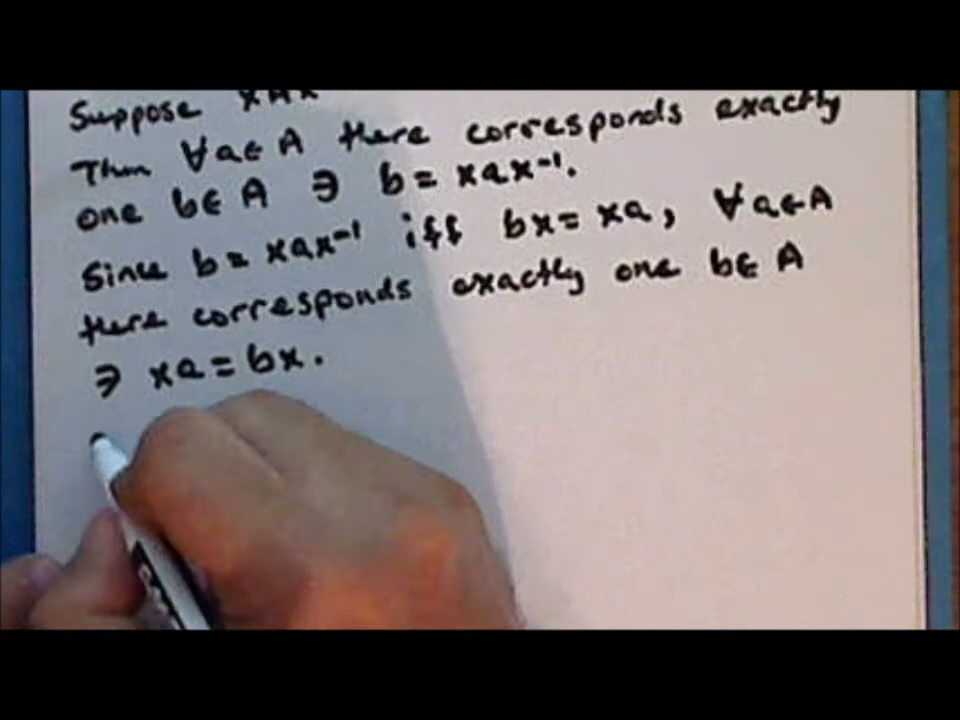 Suppose xAx
Then ∀a∈A there corresponds exactly
one b∈A ∋ b = xax⁻¹.
Since b = xax⁻¹ iff bx = xa, ∀a∈A
there corresponds exactly one b∈A
∋ xa = bx.